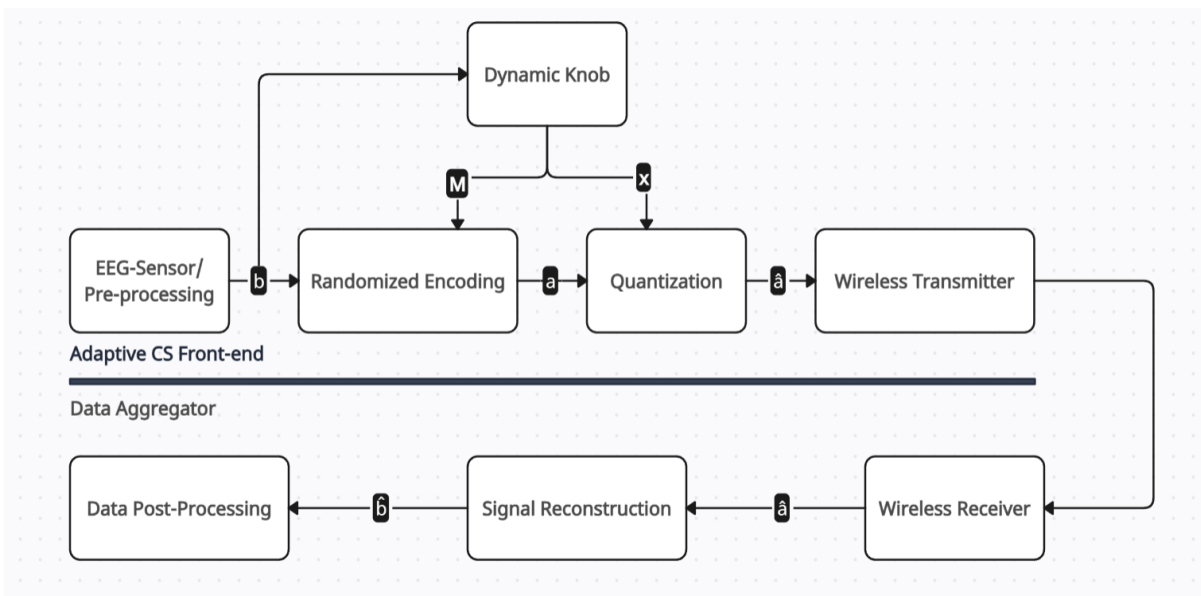 Dynamic Knob
M
x
EEG-Sensor/
Pre-processing
b
Randomized Encoding
a
Quantization
â
Wireless Transmitter
Adaptive CS Front-end
Data Aggregator
Data Post-Processing
b̂
Signal Reconstruction
â
Wireless Receiver